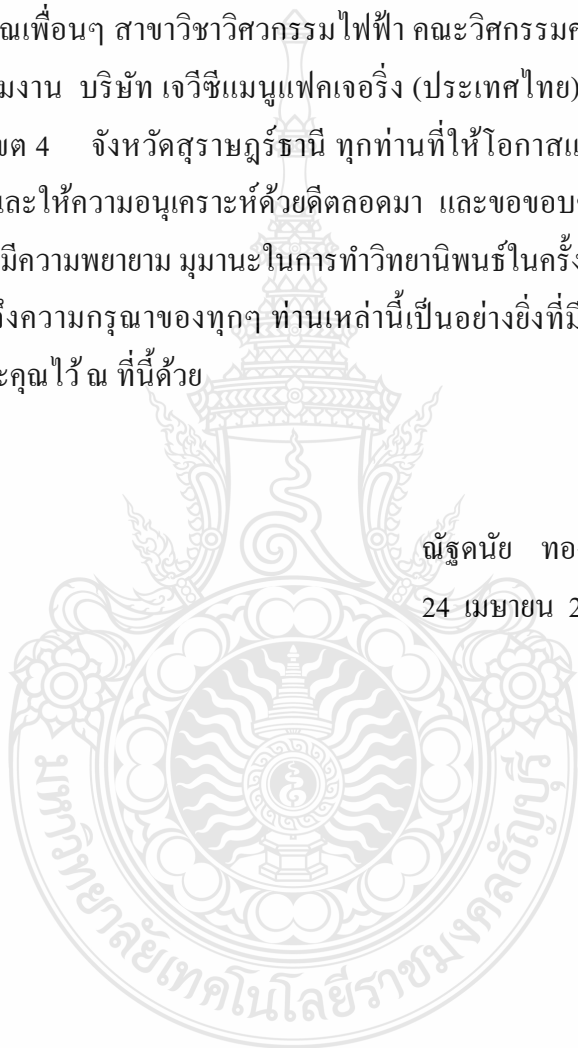 ณเพื่อนๆ สาขาวิชาวิศวกรรมไฟฟ้า คณะวิศกรรมศ
มงาน บริษัท เจวีซีแมนูแฟคเจอริ่ง (ประเทศไทย)
ขต 4 จังหวัดสุราษฎร์ธานี ทุกท่านที่ให้โอกาสแ
และให้ความอนุเคราะห์ด้วยดีตลอดมา และขอขอบ
มีความพยายาม มุมานะในการทำวิทยานิพนธ์ในครั้ง
ึงความกรุณาของทุกๆ ท่านเหล่านี้เป็นอย่างยิ่งที่มี
ะคุณไว้ ณ ที่นี้ด้วย
ณัฐดนัย ทอ
24 เมษายน 2
มหาวิทยาลัยเทคโนโลยีราชมงคลธัญบุรี